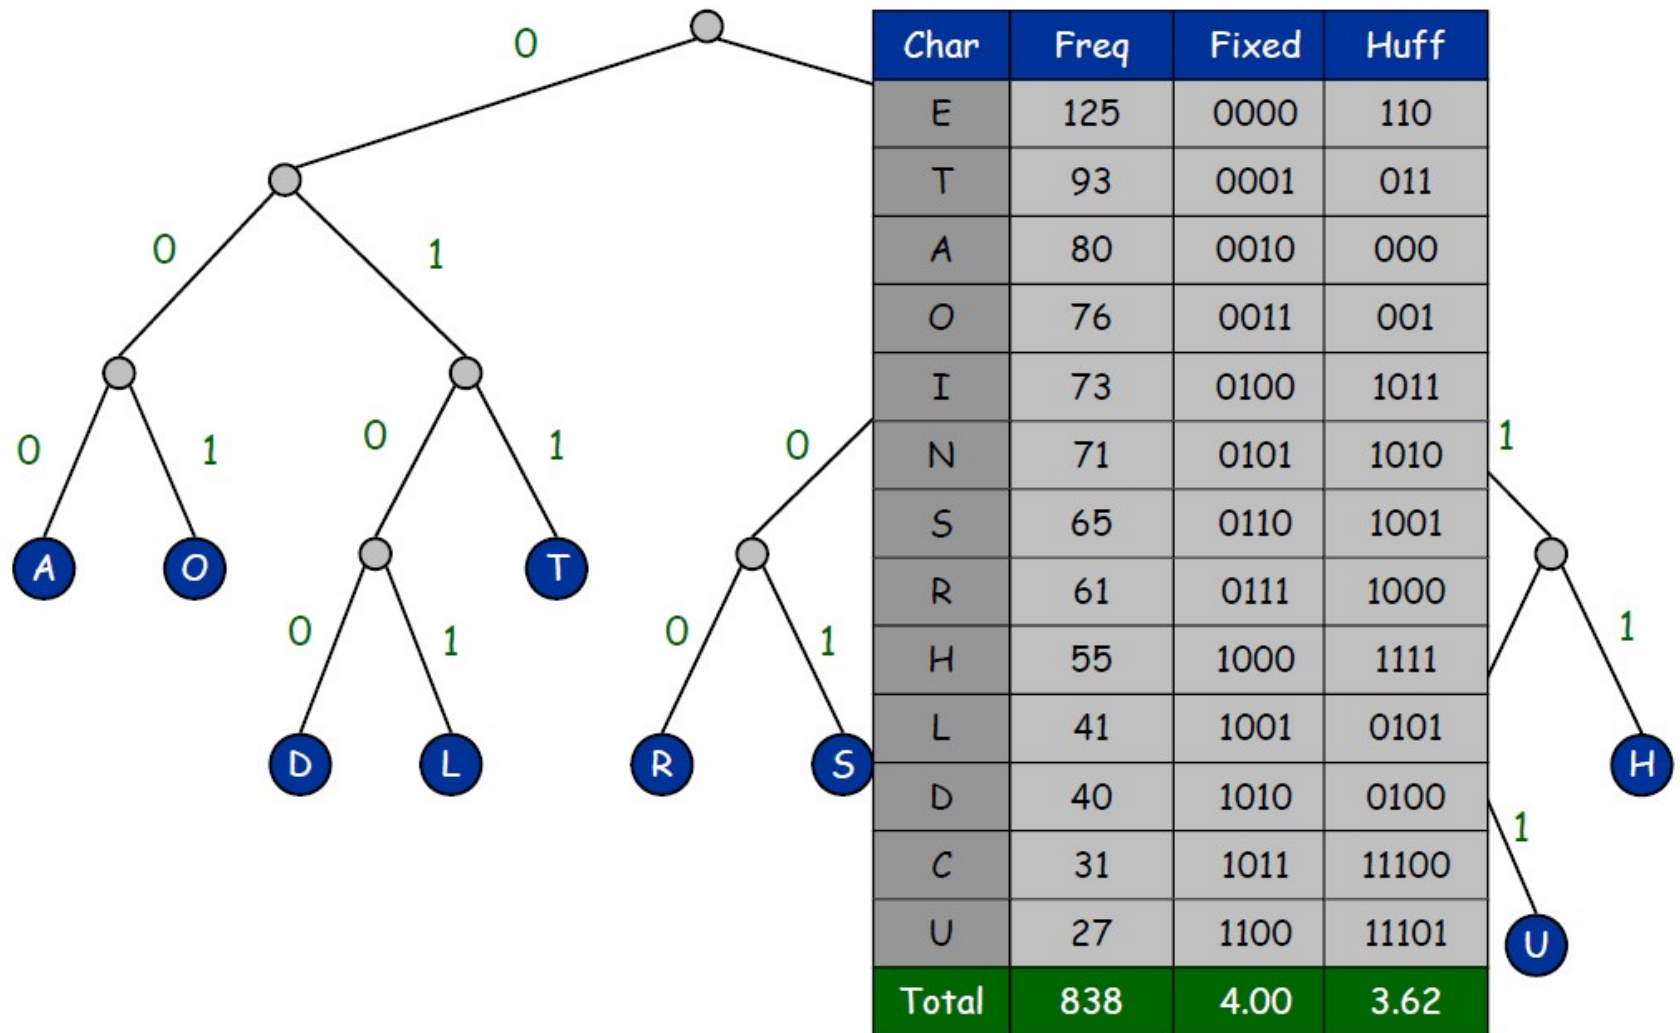 0
0
1
0
1
0
1
0
1
1
0
1
0
1
1
1
A
O
T
D
L
R
S
H
U
Char Freq Fixed Huff
E 125 0000 110
T 93 0001 011
A 80 0010 000
O 76 0011 001
I 73 0100 1011
N 71 0101 1010
S 65 0110 1001
R 61 0111 1000
H 55 1000 1111
L 41 1001 0101
D 40 1010 0100
C 31 1011 11100
U 27 1100 11101
Total 838 4.00 3.62